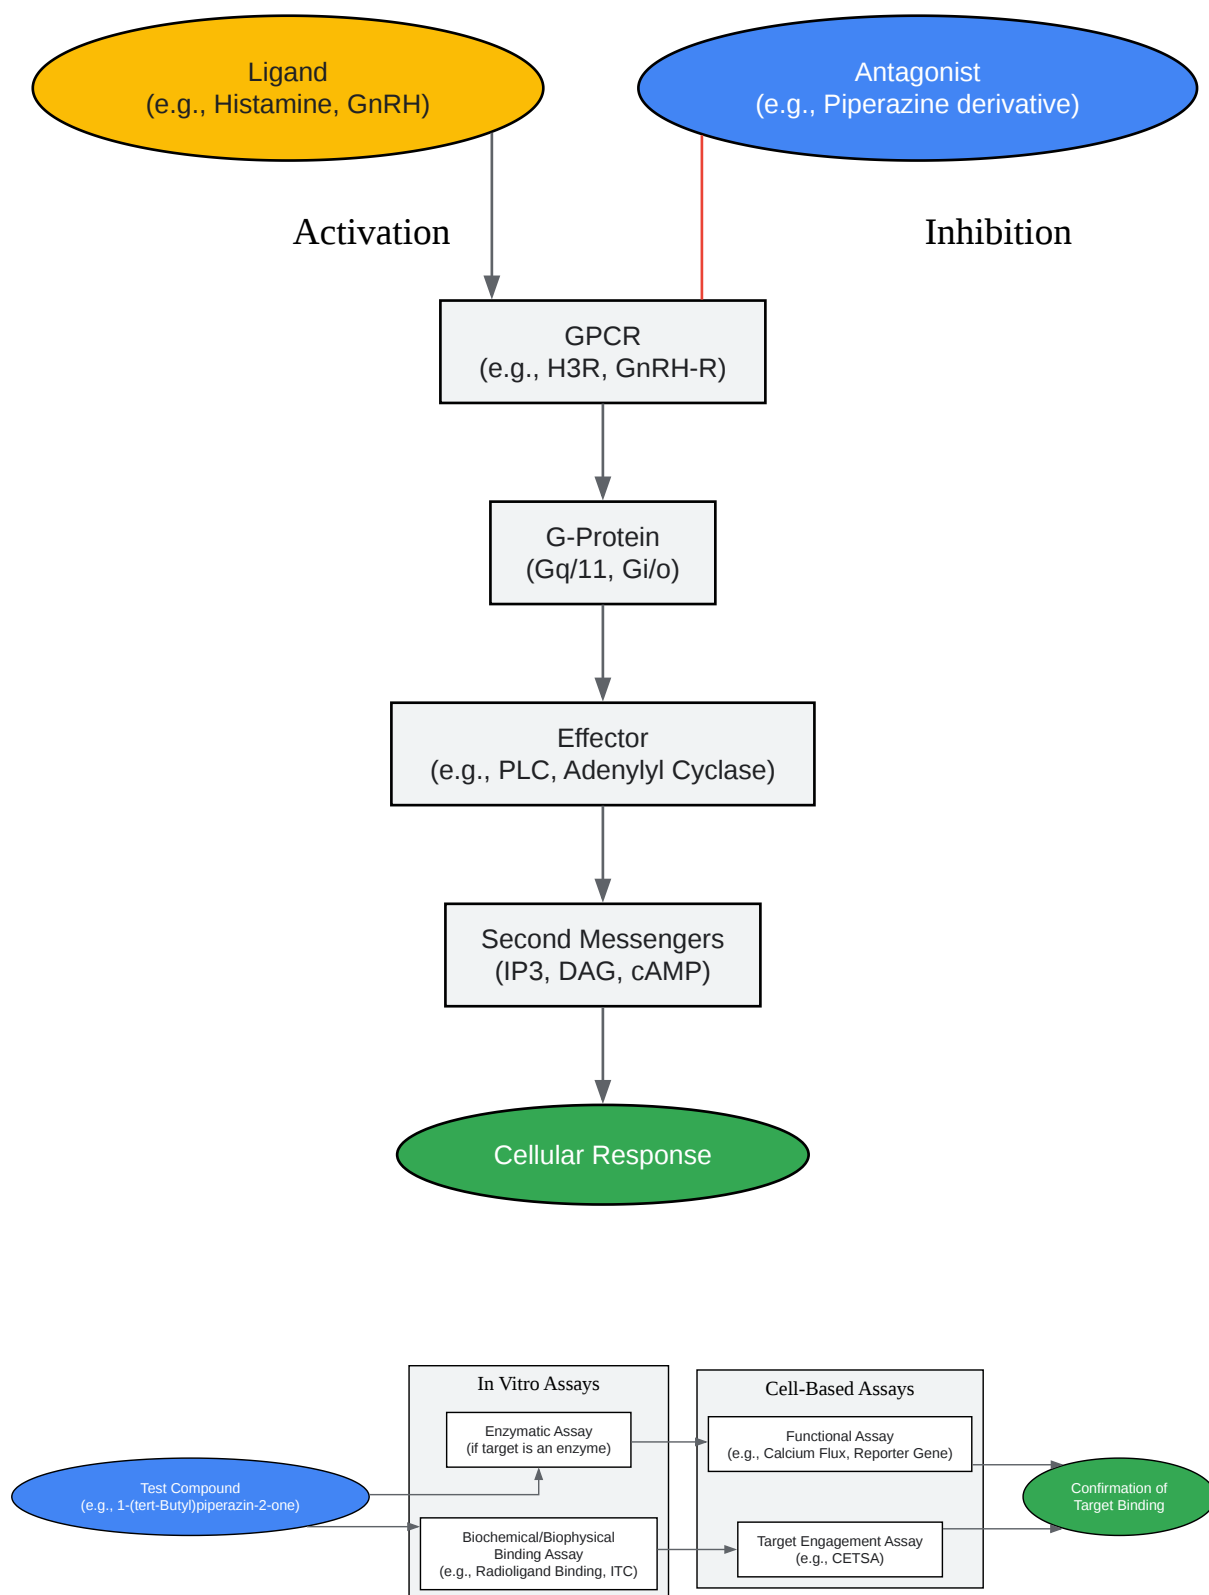 Ligand
(e.g., Histamine, GnRH)
Antagonist
(e.g., Piperazine derivative)
Activation
Inhibition
GPCR
(e.g., H3R, GnRH-R)
G-Protein
(Gq/11, Gi/o)
Effector
(e.g., PLC, Adenylyl Cyclase)
Second Messengers
(IP3, DAG, cAMP)
Cellular Response
In Vitro Assays
Cell-Based Assays
Enzymatic Assay
(if target is an enzyme)
Functional Assay
(e.g., Calcium Flux, Reporter Gene)
Test Compound
(e.g., 1-(tert-Butyl)piperazin-2-one)
Confirmation of
Target Binding
Biochemical/Biophysical
Binding Assay
(e.g., Radioligand Binding, ITC)
Target Engagement Assay
(e.g., CETSA)